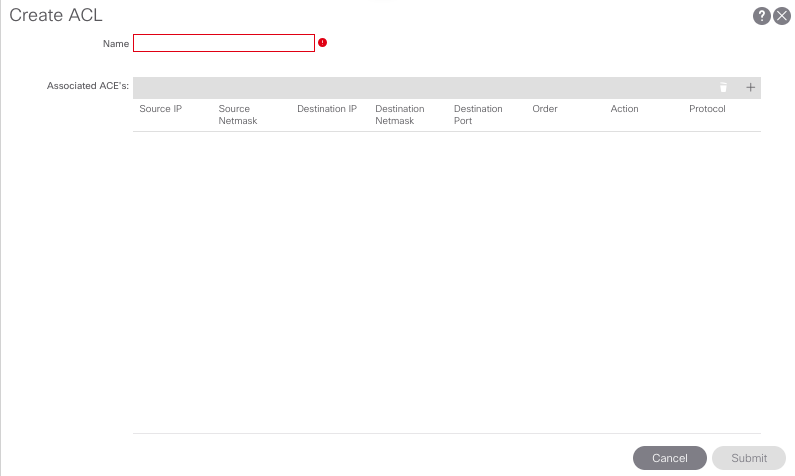 Create ACL
?
Name
!
Associated ACE's:
+
Source IP Source Netmask Destination IP Destination Netmask Destination Port Order Action Protocol
Cancel Submit